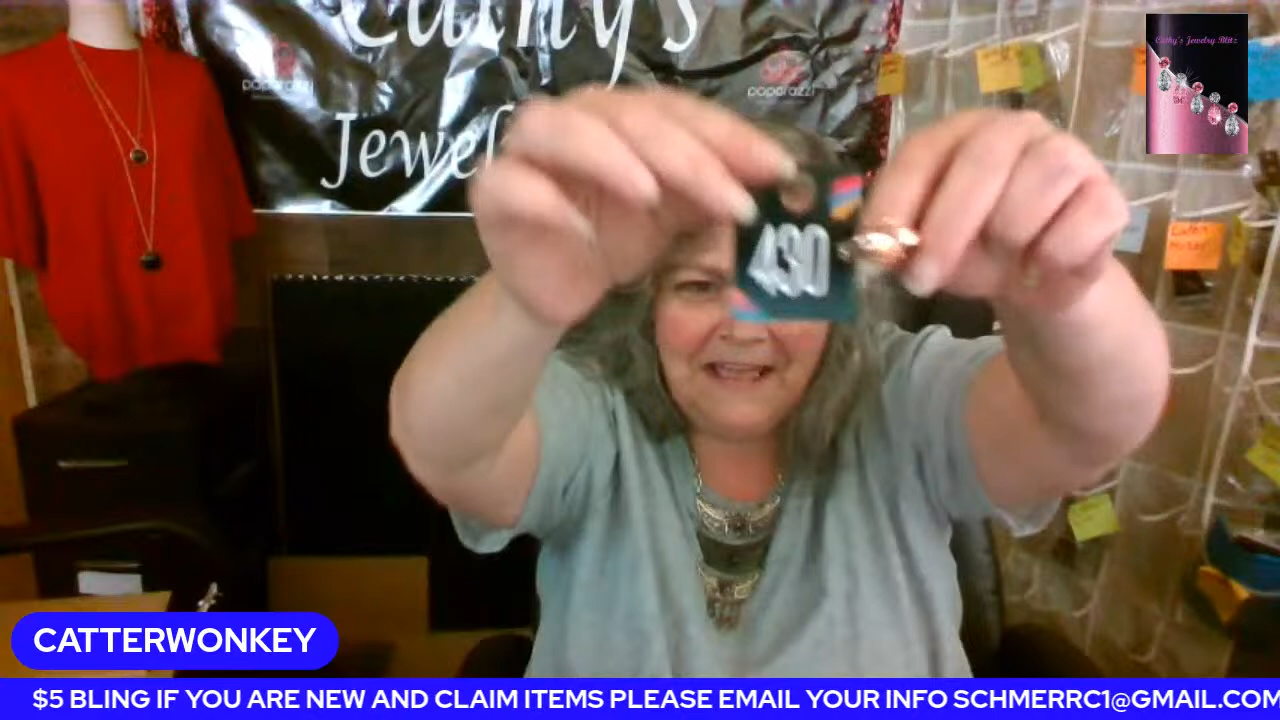 Cathy's
paparazzi
paparazzi
Jewel
Cathy's Jewelry Blitz
430
CATTERWONKEY
$5 BLING IF YOU ARE NEW AND CLAIM ITEMS PLEASE EMAIL YOUR INFO SCHMERRC1@GMAIL.COM